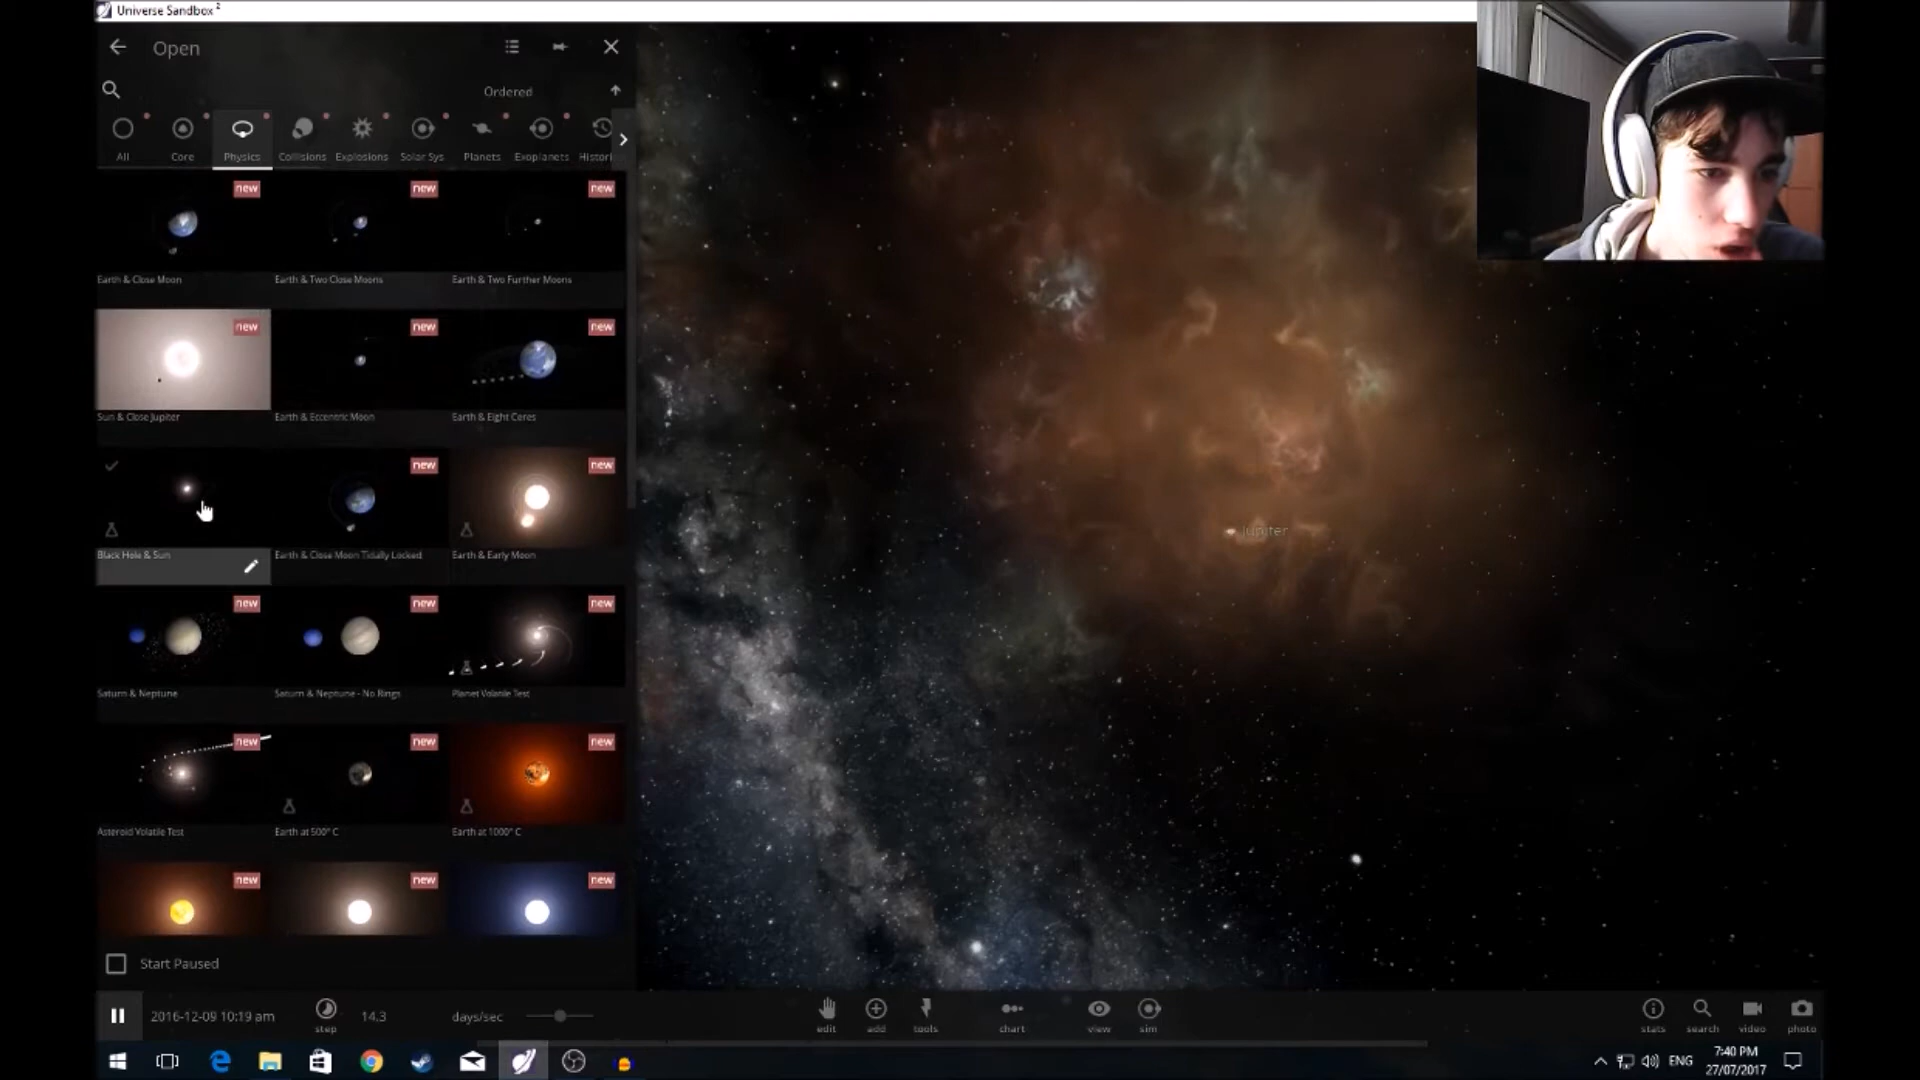 Universe Sandbox ²
Open
Ordered
All Core Physics Collisions Explosions Solar Sys Planets Exoplanets Histori
new new new
Earth & Close Moon Earth & Two Close Moons Earth & Two Further Moons
new new new
Sun & Close Jupiter Earth & Eccentric Moon Earth & Eight Ceres
new new
Black Hole & Sun Earth & Close Moon Tidally Locked Earth & Early Moon
Jupiter
new new new
Saturn & Neptune Saturn & Neptune - No Rings Planet Volatile Test
new new new
Asteroid Volatile Test Earth at 500° C Earth at 1000° C
new new new
Start Paused
2016-12-09 10:19 am step 14.3 days/sec edit add tools chart view sim stats search video photo
ENG 7:40 PM
27/07/2017